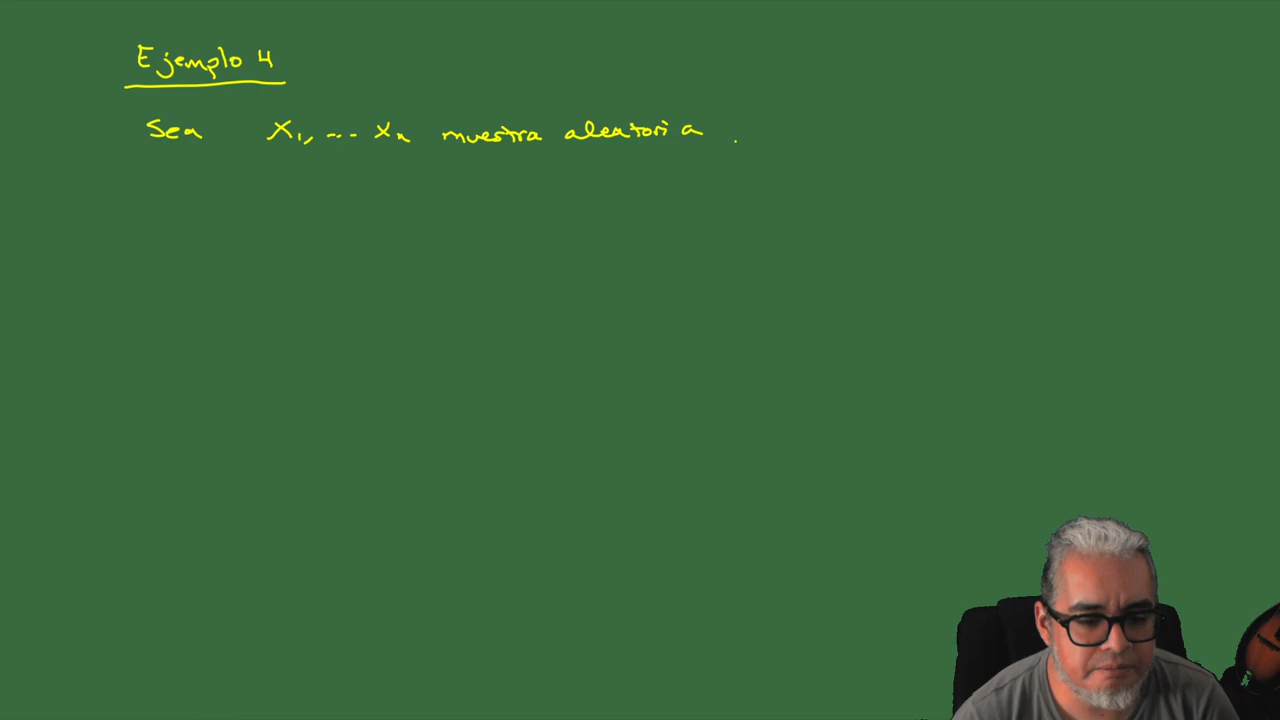 Ejemplo 4
Sea X₁, ... Xₙ muestra aleatoria